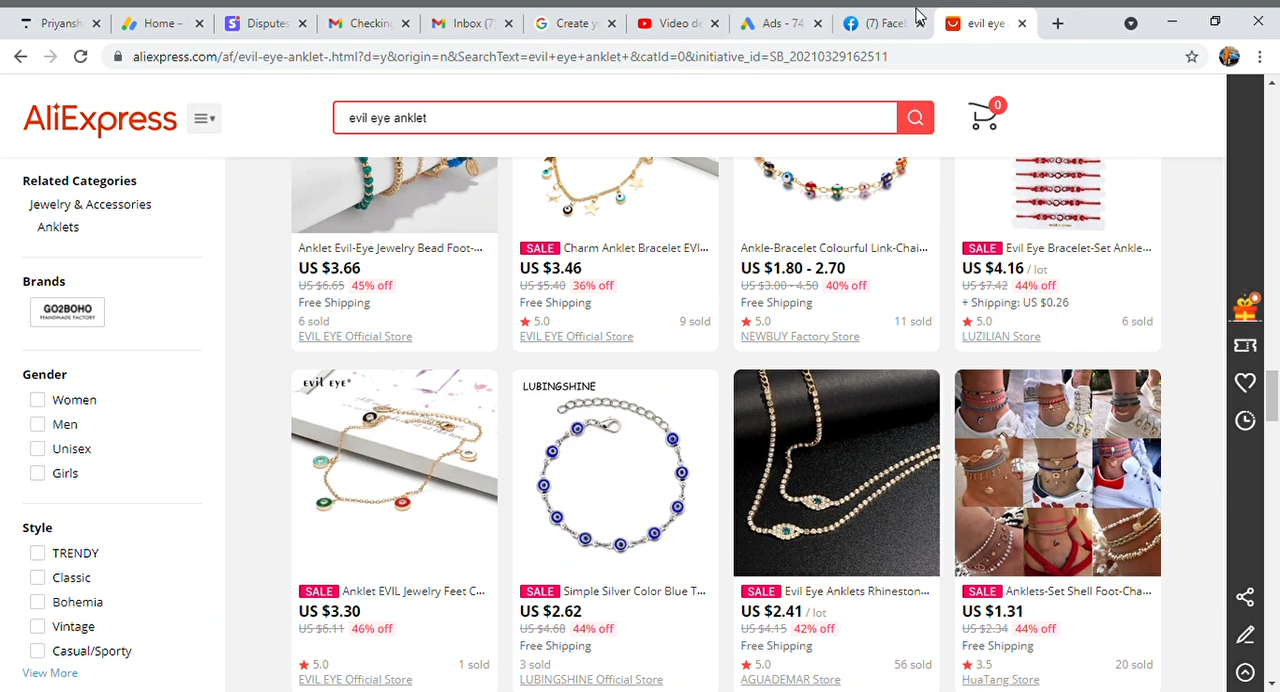 Priyansh
Home –
Disputes
Checking
Inbox (7
Create y
Video de
Ads - 74
(7) Face
evil eye
aliexpress.com/af/evil-eye-anklet-.html?d=y&origin=n&SearchText=evil+eye+anklet+&catId=0&initiative_id=SB_20210329162511
AliExpress
evil eye anklet
0
Related Categories
Jewelry & Accessories
Anklets
Brands
GO2BOHO
HANDMADE FACTORY
Gender
Women
Men
Unisex
Girls
Style
TRENDY
Classic
Bohemia
Vintage
Casual/Sporty
View More
Anklet Evil-Eye Jewelry Bead Foot-...
US $3.66
US $6.65 45% off
Free Shipping
6 sold
EVIL EYE Official Store
SALE Charm Anklet Bracelet EVI...
US $3.46
US $5.40 36% off
Free Shipping
5.0 9 sold
EVIL EYE Official Store
Ankle-Bracelet Colourful Link-Chai...
US $1.80 - 2.70
US $3.00 - 4.50 40% off
Free Shipping
5.0 11 sold
NEWBUY Factory Store
SALE Evil Eye Bracelet-Set Ankle...
US $4.16 / lot
US $7.42 44% off
+ Shipping: US $0.26
5.0 6 sold
LUZILIAN Store
EVIL EYE®
SALE Anklet EVIL Jewelry Feet C...
US $3.30
US $6.11 46% off
5.0 1 sold
EVIL EYE Official Store
LUBINGSHINE
SALE Simple Silver Color Blue T...
US $2.62
US $4.68 44% off
Free Shipping
3 sold
LUBINGSHINE Official Store
SALE Evil Eye Anklets Rhineston...
US $2.41 / lot
US $4.15 42% off
Free Shipping
5.0 56 sold
AGUADEMAR Store
SALE Anklets-Set Shell Foot-Cha...
US $1.31
US $2.34 44% off
Free Shipping
3.5 20 sold
HuaTang Store